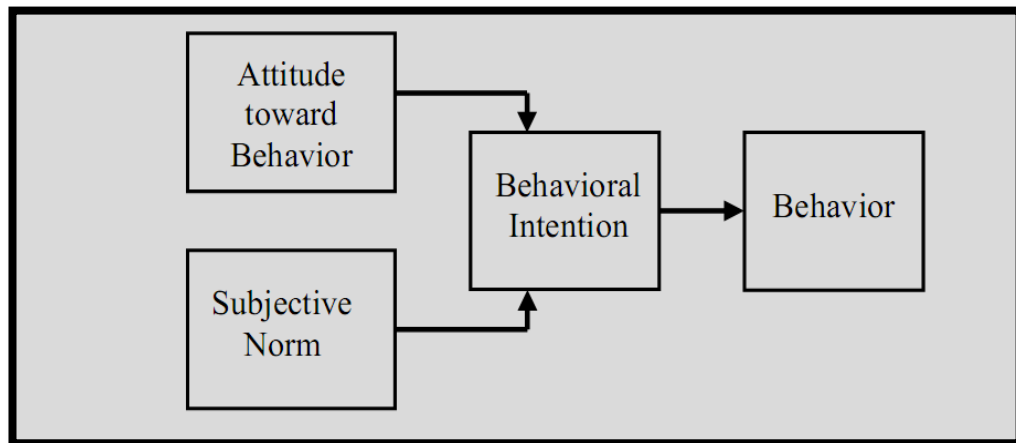 Attitude
toward
Behavior
Subjective
Norm
Behavioral
Intention
Behavior